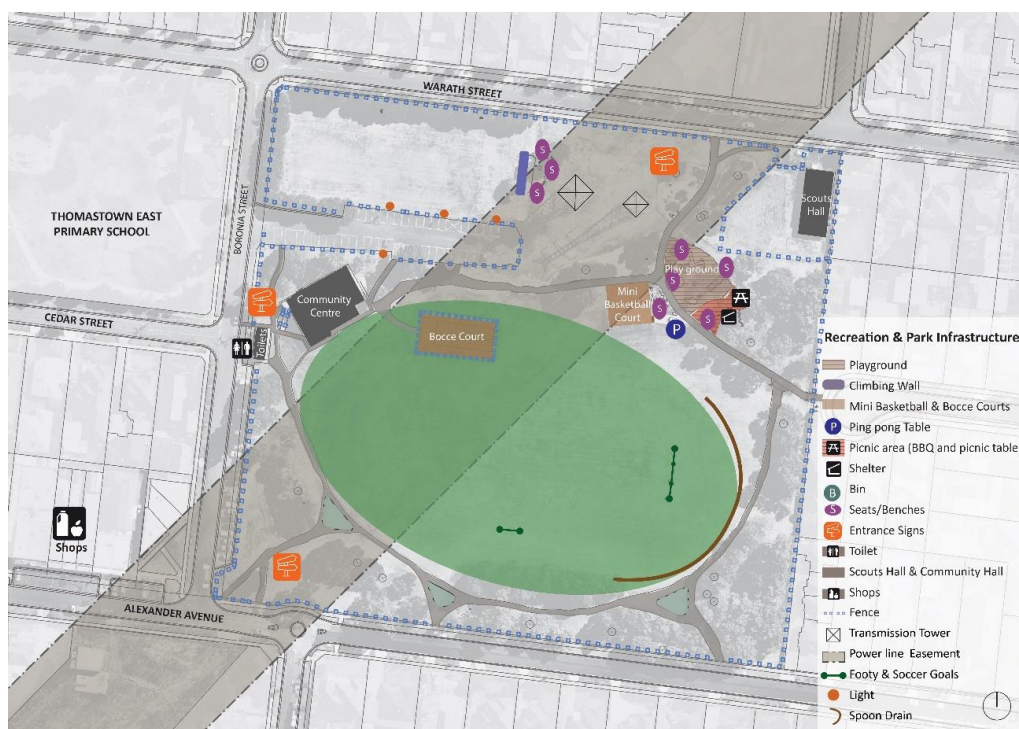 WARATH STREET
THOMASTOWN EAST
PRIMARY SCHOOL
BORONIA STREET
CEDAR STREET
ALEXANDER AVENUE
Scouts
Hall
S
S
S
S
Play ground
S
S
Mini
Basketball
Court
S
S
P
Community
Centre
Bocce Court
Toilets
Shops
Recreation & Park Infrastructure
Playground
Climbing Wall
Mini Basketball & Bocce Courts
P Ping pong Table
Picnic area (BBQ and picnic table
Shelter
B Bin
S Seats/Benches
Entrance Signs
Toilet
Scouts Hall & Community Hall
Shops
Fence
Transmission Tower
Power line Easement
Footy & Soccer Goals
Light
Spoon Drain